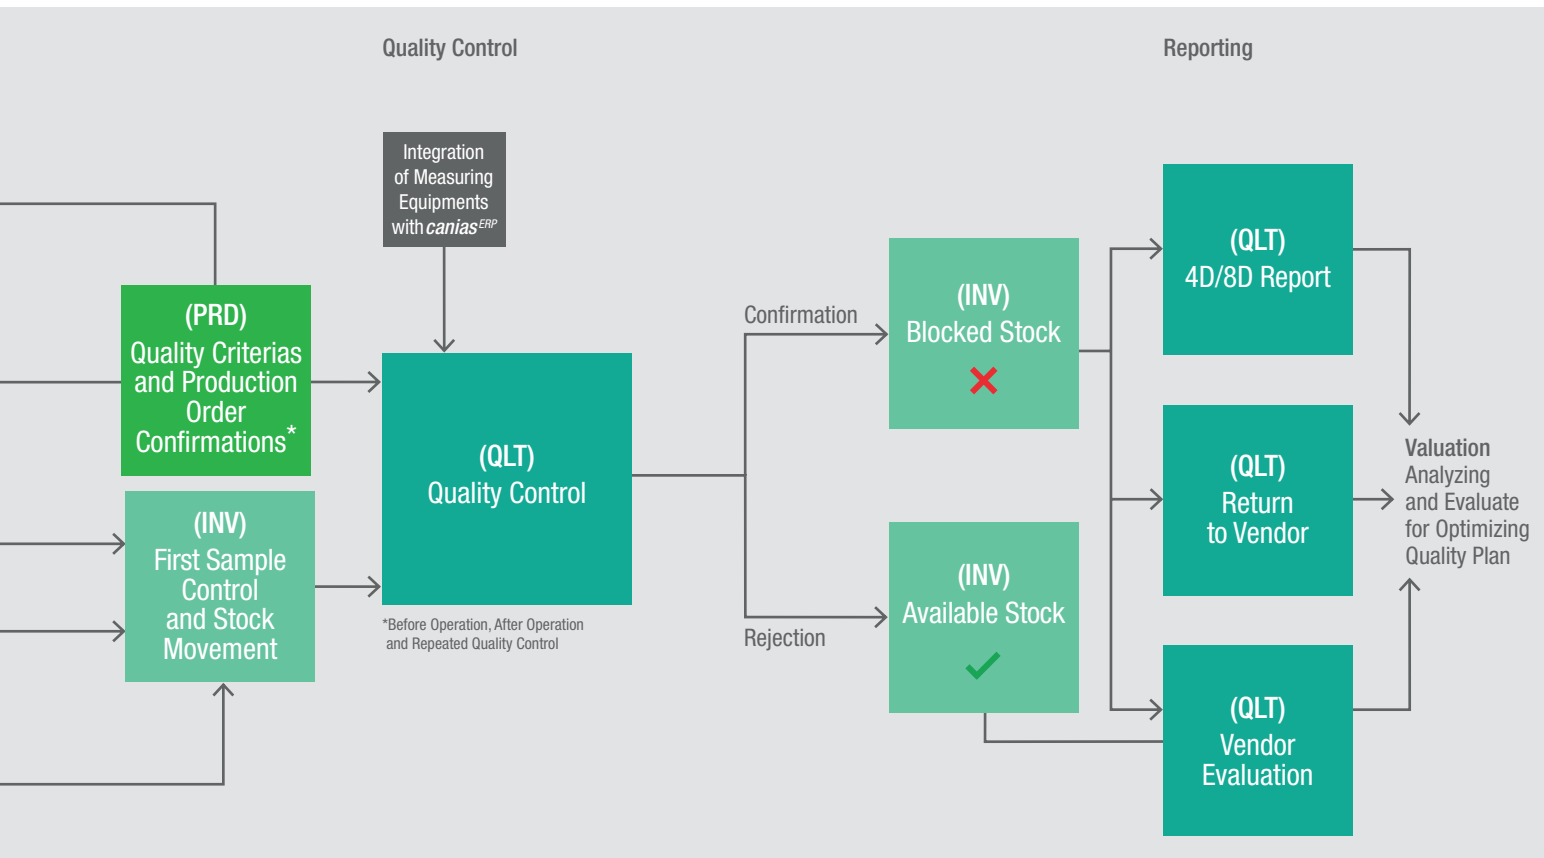 Quality Control
Reporting
Integration
of Measuring
Equipments
with canias ERP
(PRD)
Quality Criterias
and Production
Order
Confirmations*
(INV)
First Sample
Control
and Stock
Movement
(QLT)
Quality Control
*Before Operation, After Operation
and Repeated Quality Control
Confirmation
Rejection
(INV)
Blocked Stock
(INV)
Available Stock
(QLT)
4D/8D Report
(QLT)
Return
to Vendor
(QLT)
Vendor
Evaluation
Valuation
Analyzing
and Evaluate
for Optimizing
Quality Plan